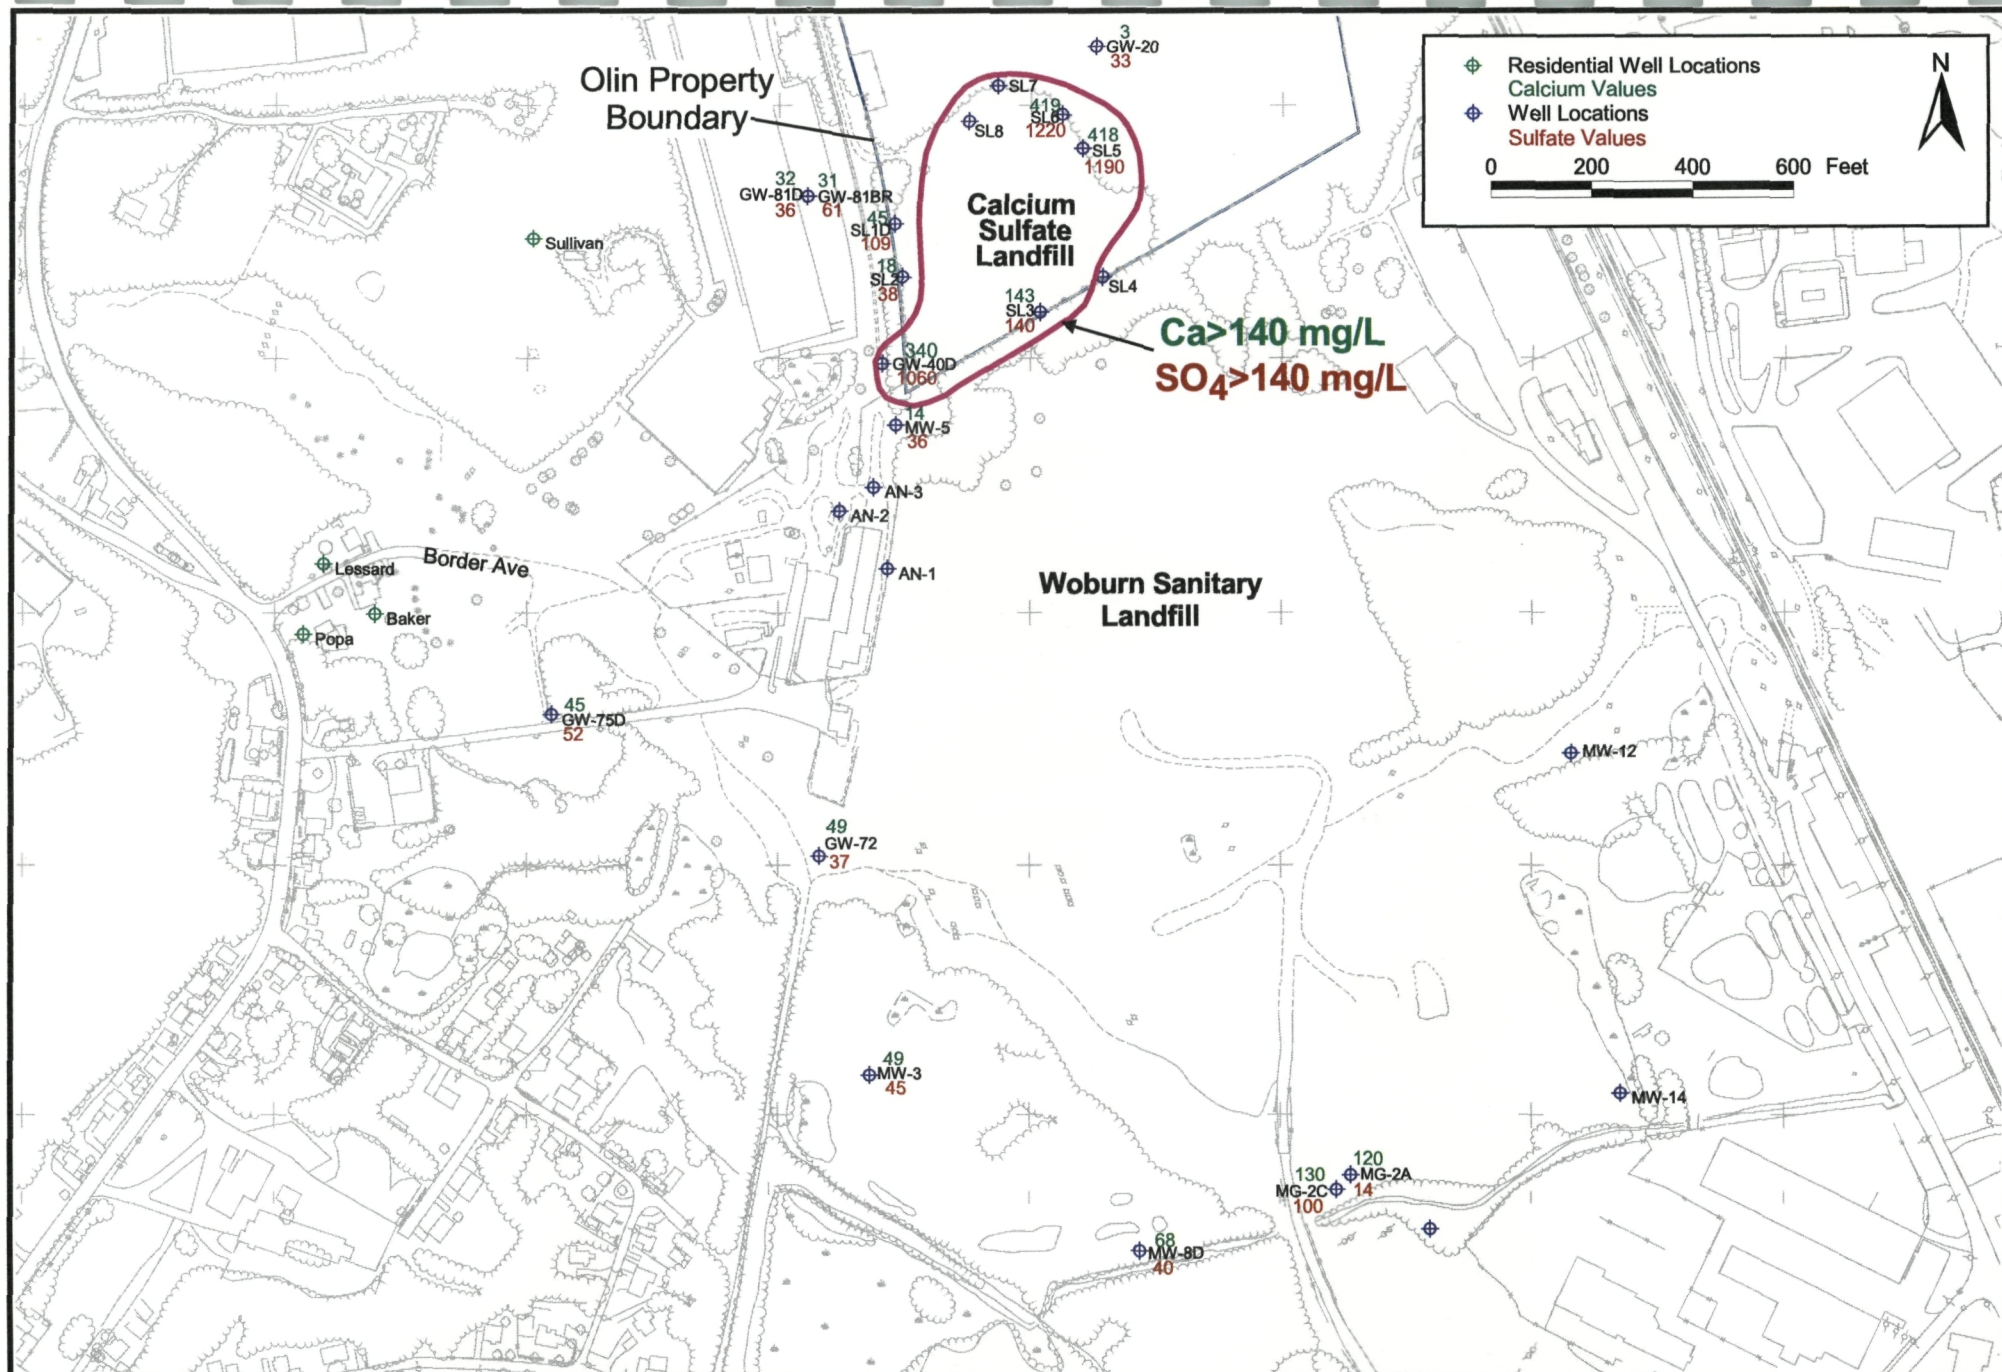 Olin Property
Boundary
3
GW-20
33
Residential Well Locations
Calcium Values
Well Locations
Sulfate Values
N
0 200 400 600 Feet
SL7
419
SL6
1220
SL8
418
SL5
1190
32
GW-81D
36
31
GW-81BR
61
Calcium
Sulfate
Landfill
45
SL1D
109
Sullivan
18
SL2
38
SL4
143
SL3
140
Ca>140 mg/L
SO4>140 mg/L
340
GW-40D
1060
14
MW-5
36
AN-3
AN-2
AN-1
Border Ave
Lessard
Baker
Popa
Woburn Sanitary
Landfill
45
GW-75D
52
MW-12
49
GW-72
37
49
MW-3
45
MW-14
120
MG-2A
14
130
MG-2C
100
68
MW-8D
40